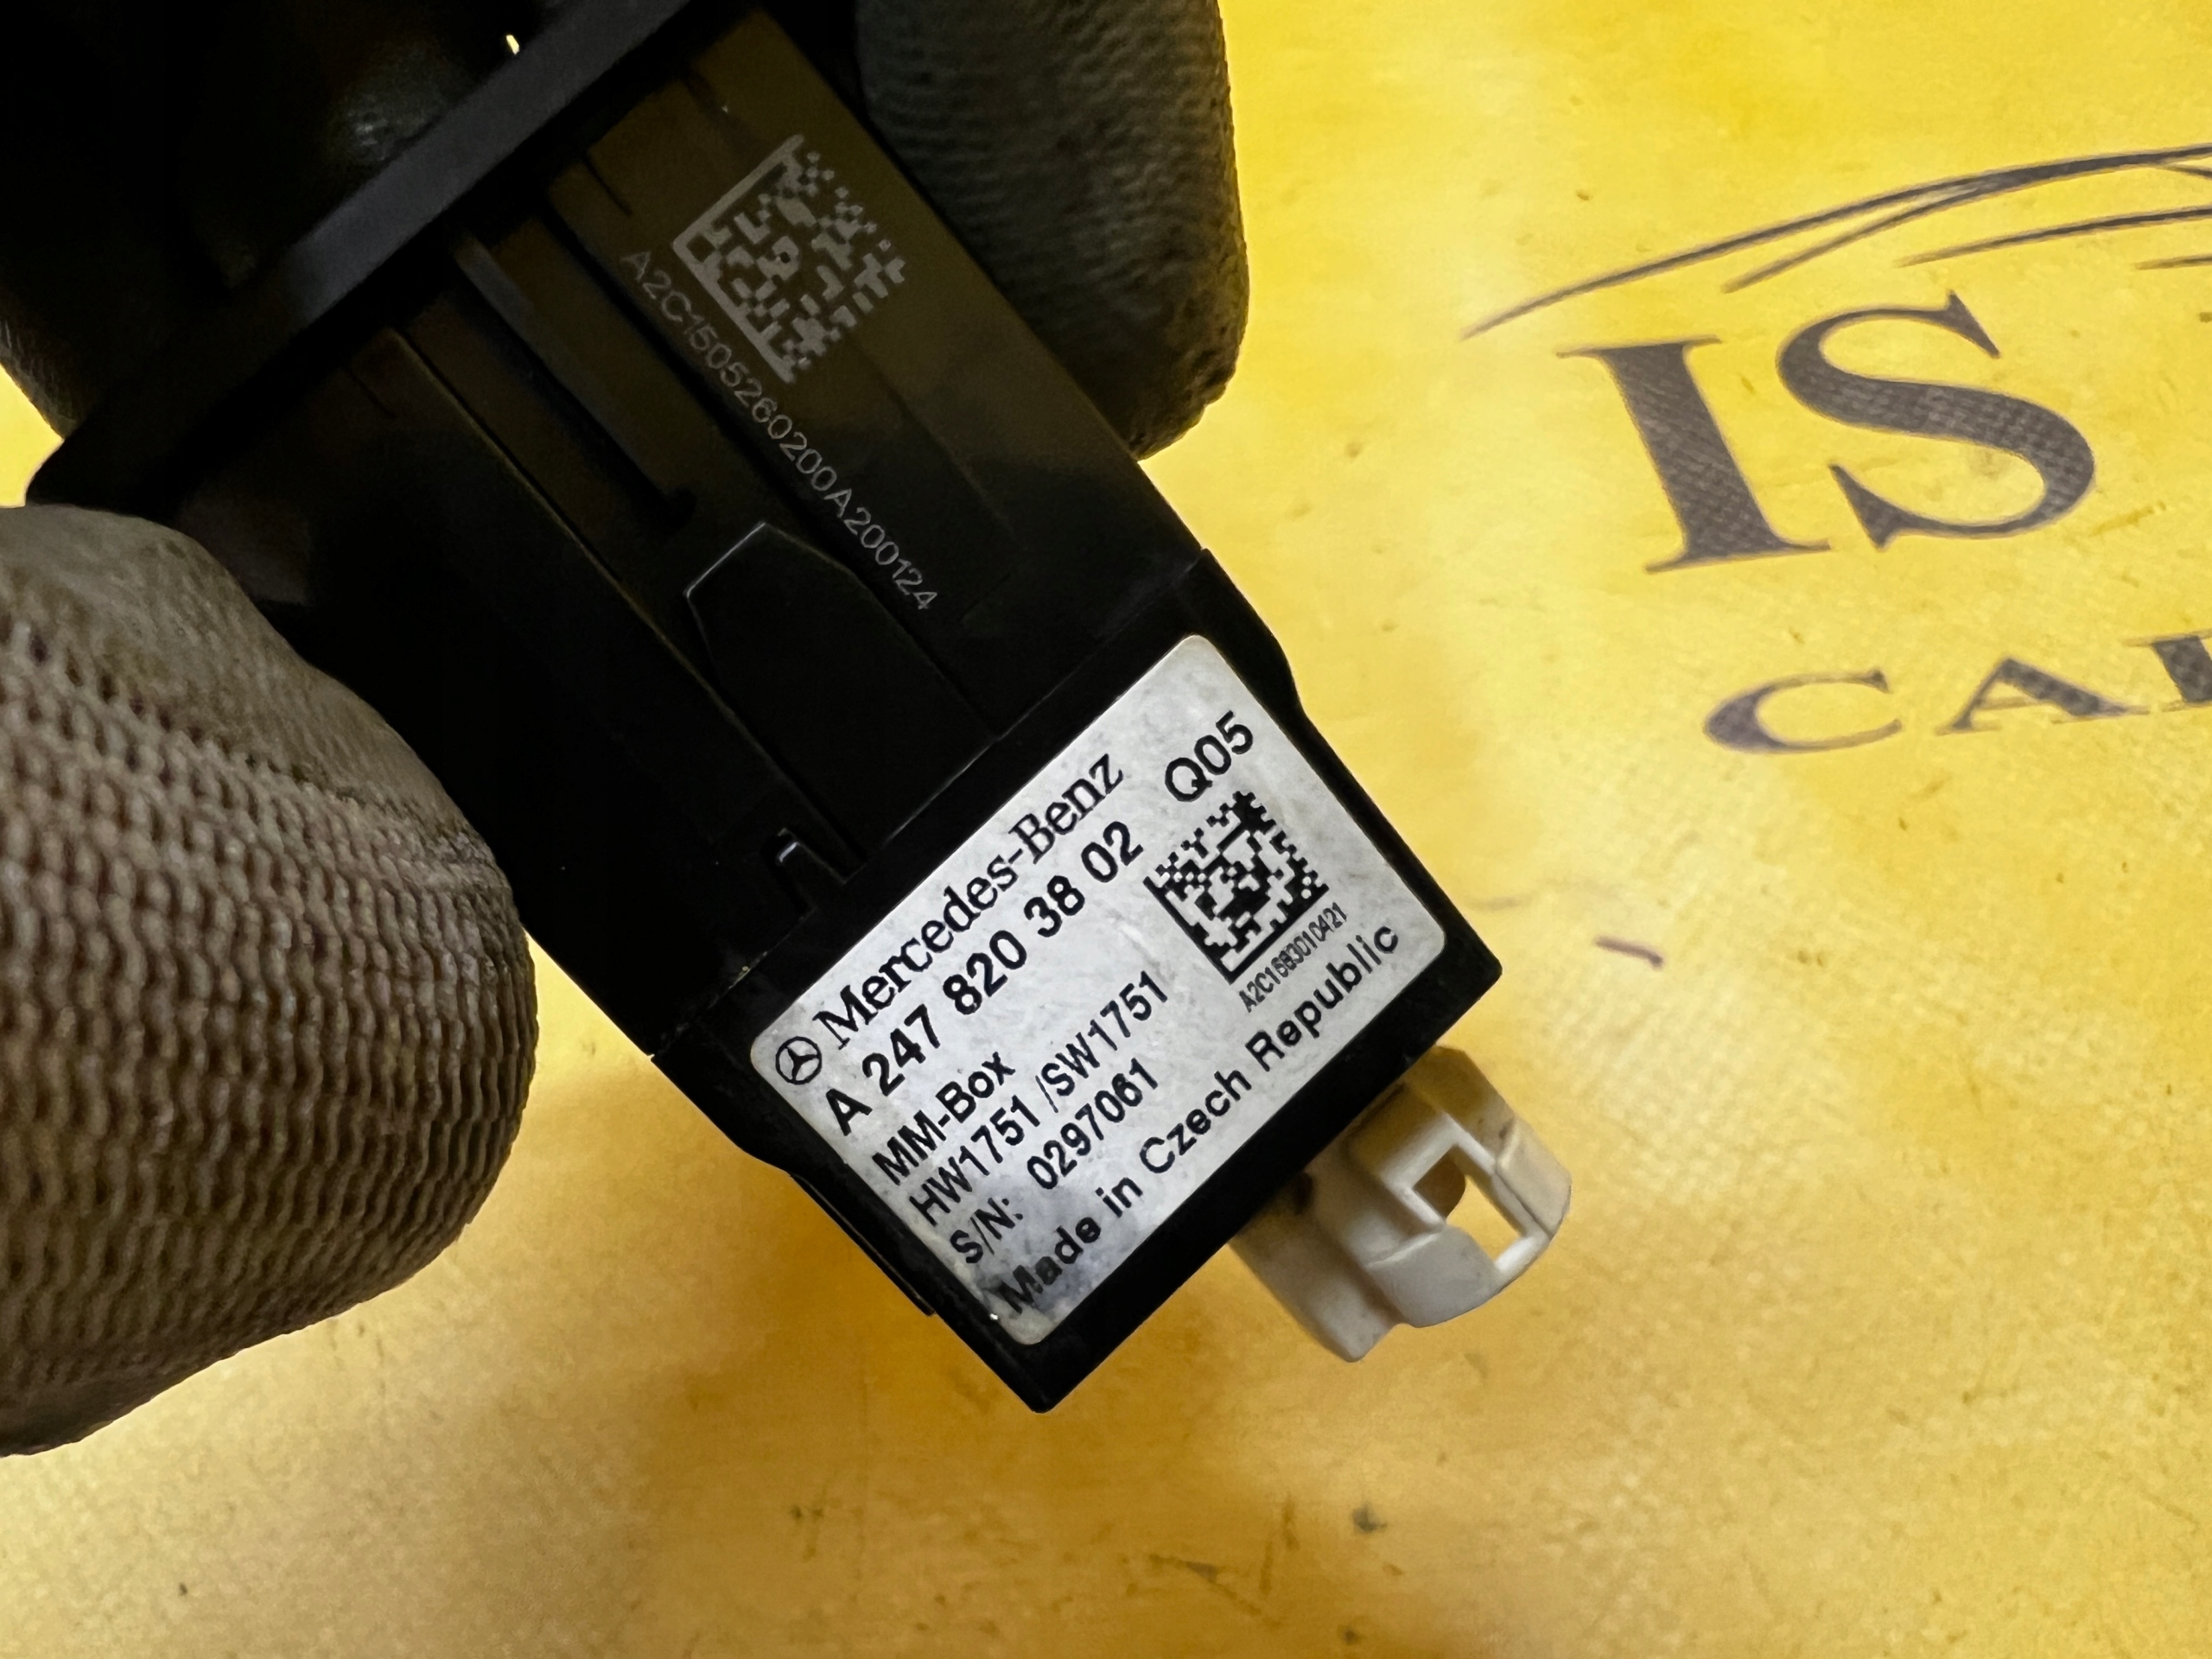 A2C1505260200A200124
Mercedes-Benz Q05
A 247 820 38 02
MM-Box
HW1751 /SW1751
A2C1683010421
S/N: 0297061
Made in Czech Republic
IS